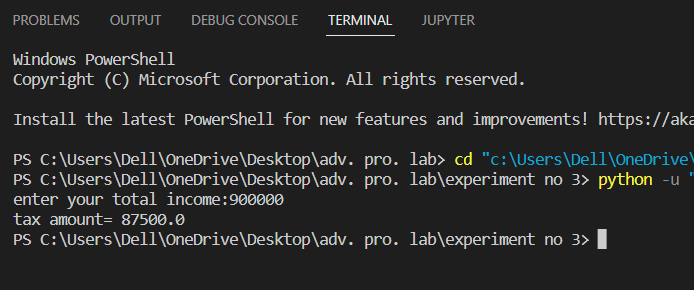 PROBLEMS OUTPUT DEBUG CONSOLE TERMINAL JUPYTER
Windows PowerShell
Copyright (C) Microsoft Corporation. All rights reserved.
Install the latest PowerShell for new features and improvements! https://aka
PS C:\Users\Dell\OneDrive\Desktop\adv. pro. lab> cd "c:\Users\Dell\OneDrive\
PS C:\Users\Dell\OneDrive\Desktop\adv. pro. lab\experiment no 3> python -u "
enter your total income:900000
tax amount= 87500.0
PS C:\Users\Dell\OneDrive\Desktop\adv. pro. lab\experiment no 3>